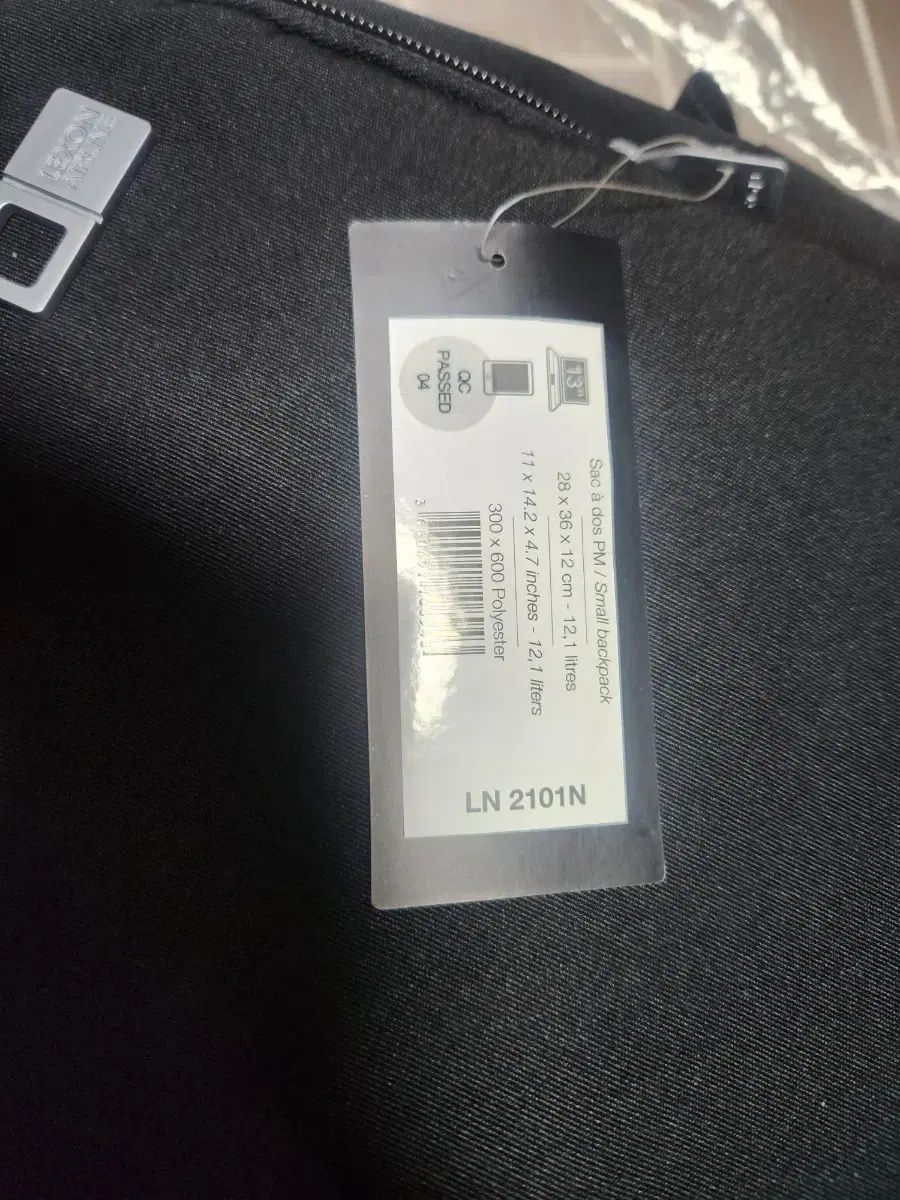 LEXON
AIRLINE
13"
QC
PASSED
04
Sac à dos PM / Small backpack
28 x 36 x 12 cm - 12,1 litres
11 x 14.2 x 4.7 inches - 12,1 liters
300 x 600 Polyester
LN 2101N